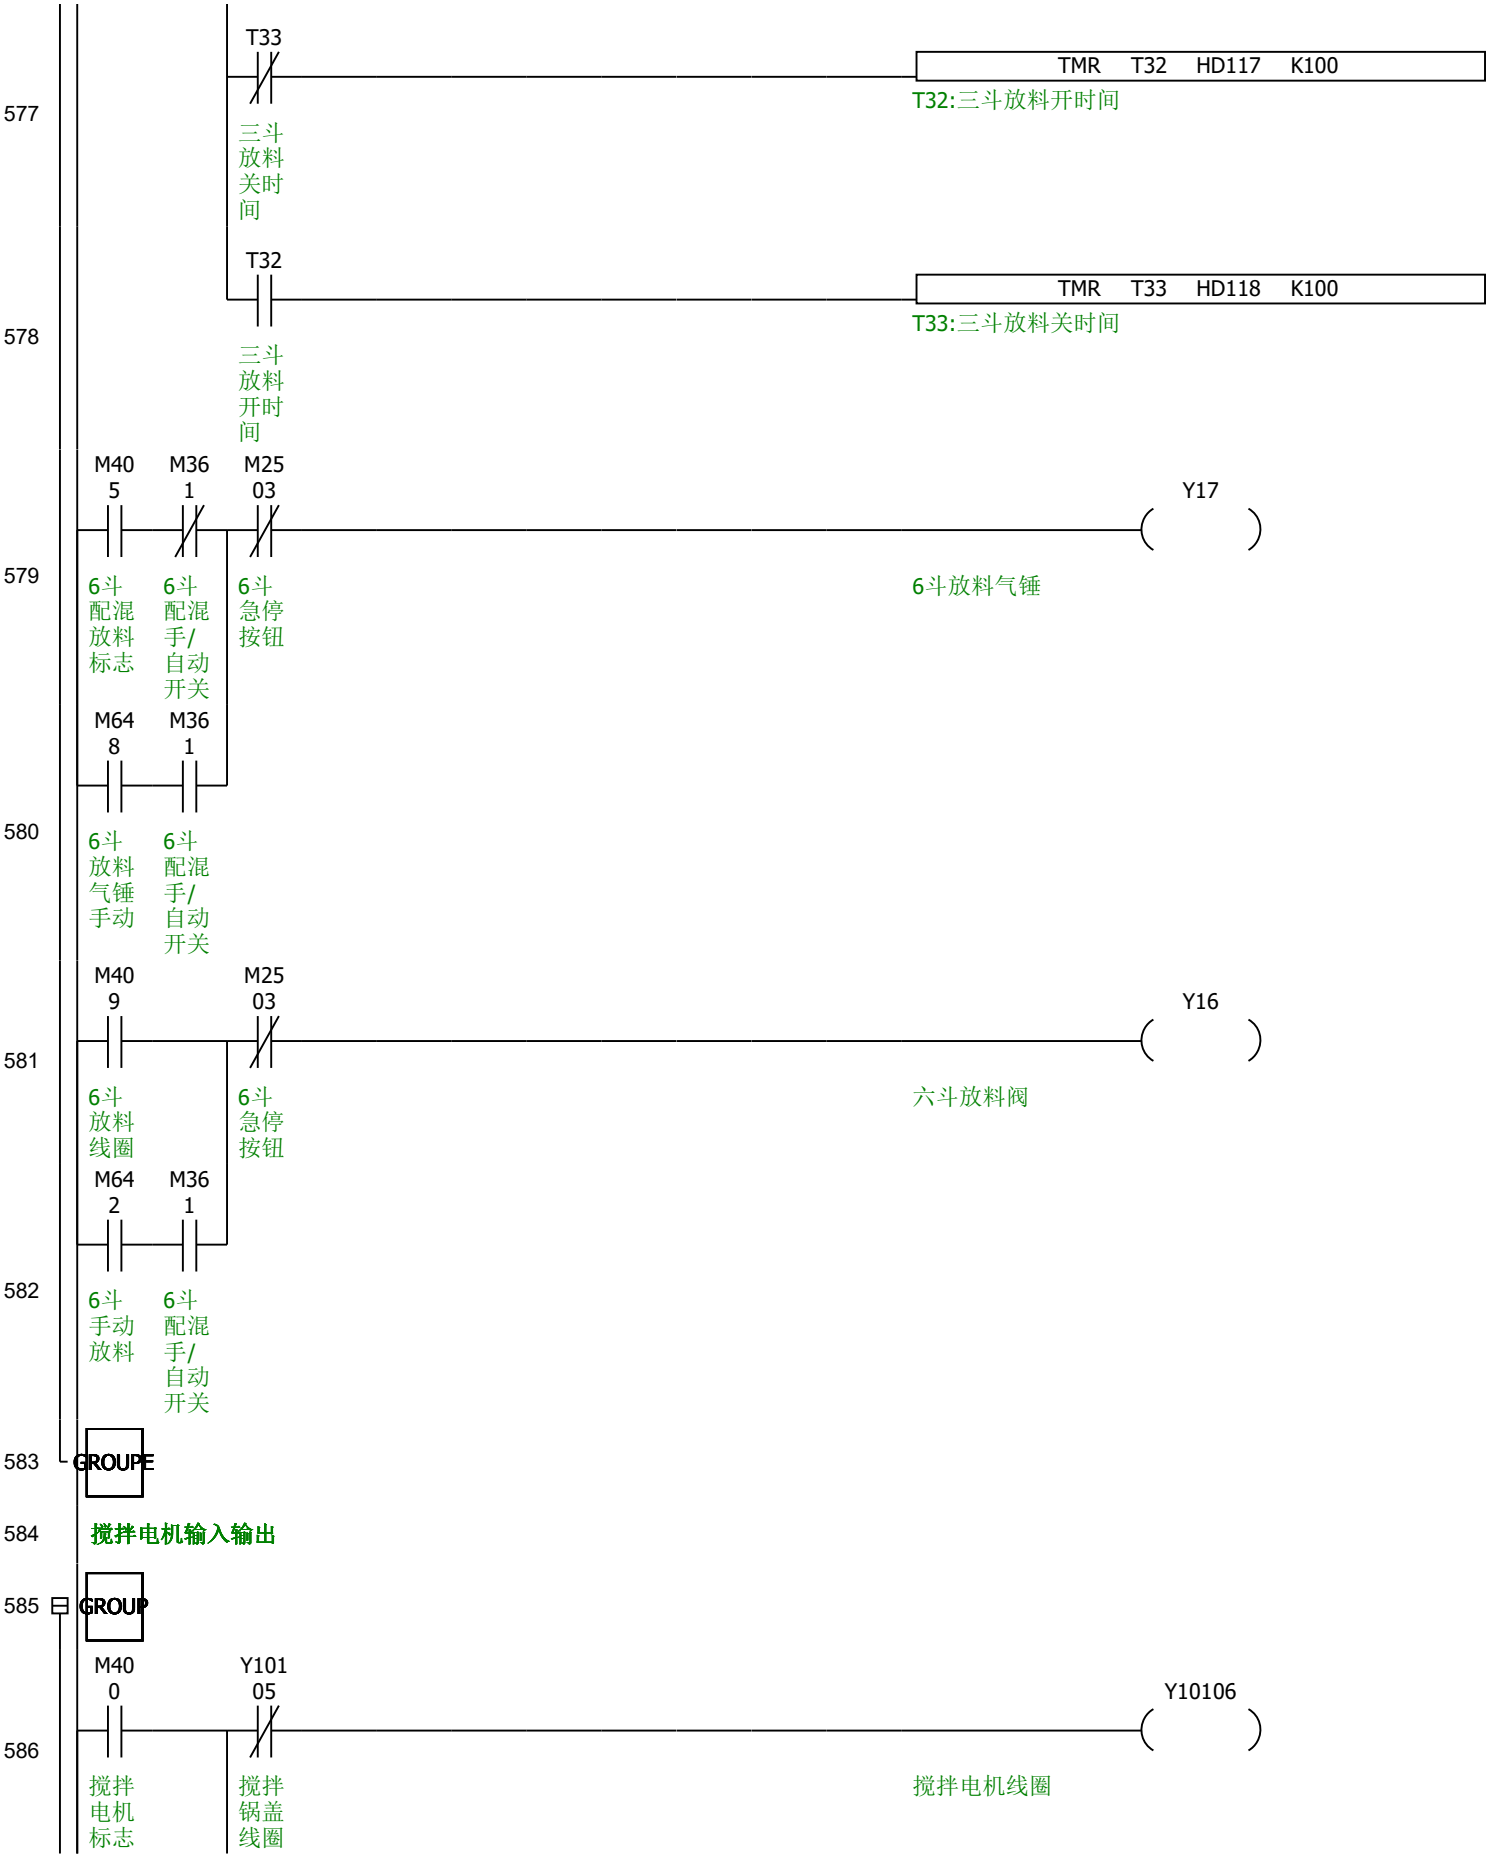 T33
TMR T32 HD117 K100
577
T32:三斗放料开时间
三斗
放料
关时
间
T32
TMR T33 HD118 K100
578
T33:三斗放料关时间
三斗
放料
开时
间
M40 M36 M25
5 1 03
Y17
579
6斗放料气锤
6斗 6斗 6斗
配混 配混 急停
放料 手/ 按钮
标志 自动
开关
M64 M36
8 1
580
6斗 6斗
放料 配混
气锤 手/
手动 自动
开关
M40 M25
9 03
Y16
581
六斗放料阀
6斗 6斗
放料 急停
线圈 按钮
M64 M36
2 1
582
6斗 6斗
手动 配混
放料 手/
自动
开关
583 GROUPE
584 搅拌电机输入输出
585 GROUP
M40 Y101
0 05
Y10106
586
搅拌电机线圈
搅拌 搅拌
电机 锅盖
标志 线圈